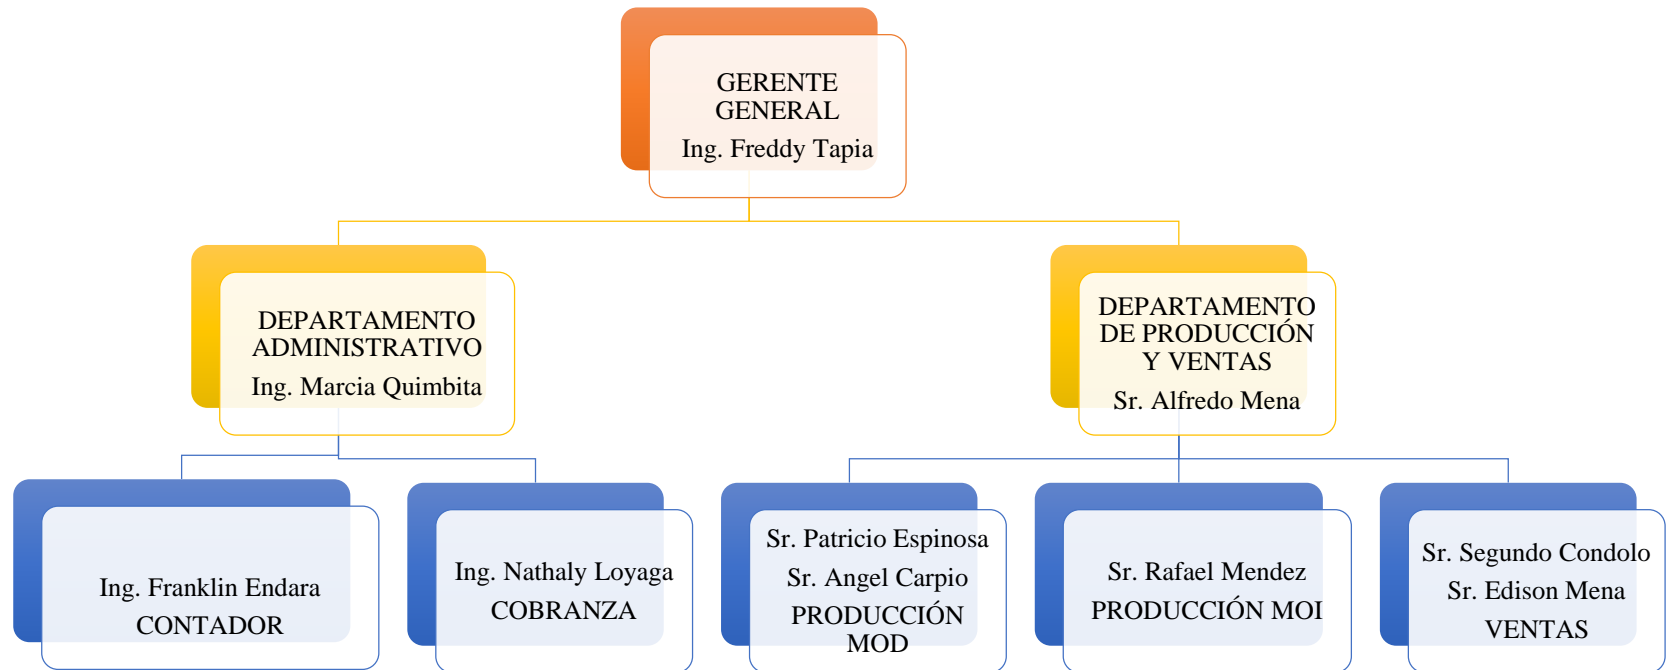 GERENTE
GENERAL
Ing. Freddy Tapia
DEPARTAMENTO
ADMINISTRATIVO
Ing. Marcia Quimbita
DEPARTAMENTO
DE PRODUCCIÓN
Y VENTAS
Sr. Alfredo Mena
Ing. Franklin Endara
CONTADOR
Ing. Nathaly Loyaga
COBRANZA
Sr. Patricio Espinosa
Sr. Angel Carpio
PRODUCCIÓN
MOD
Sr. Rafael Mendez
PRODUCCIÓN MOI
Sr. Segundo Condolo
Sr. Edison Mena
VENTAS